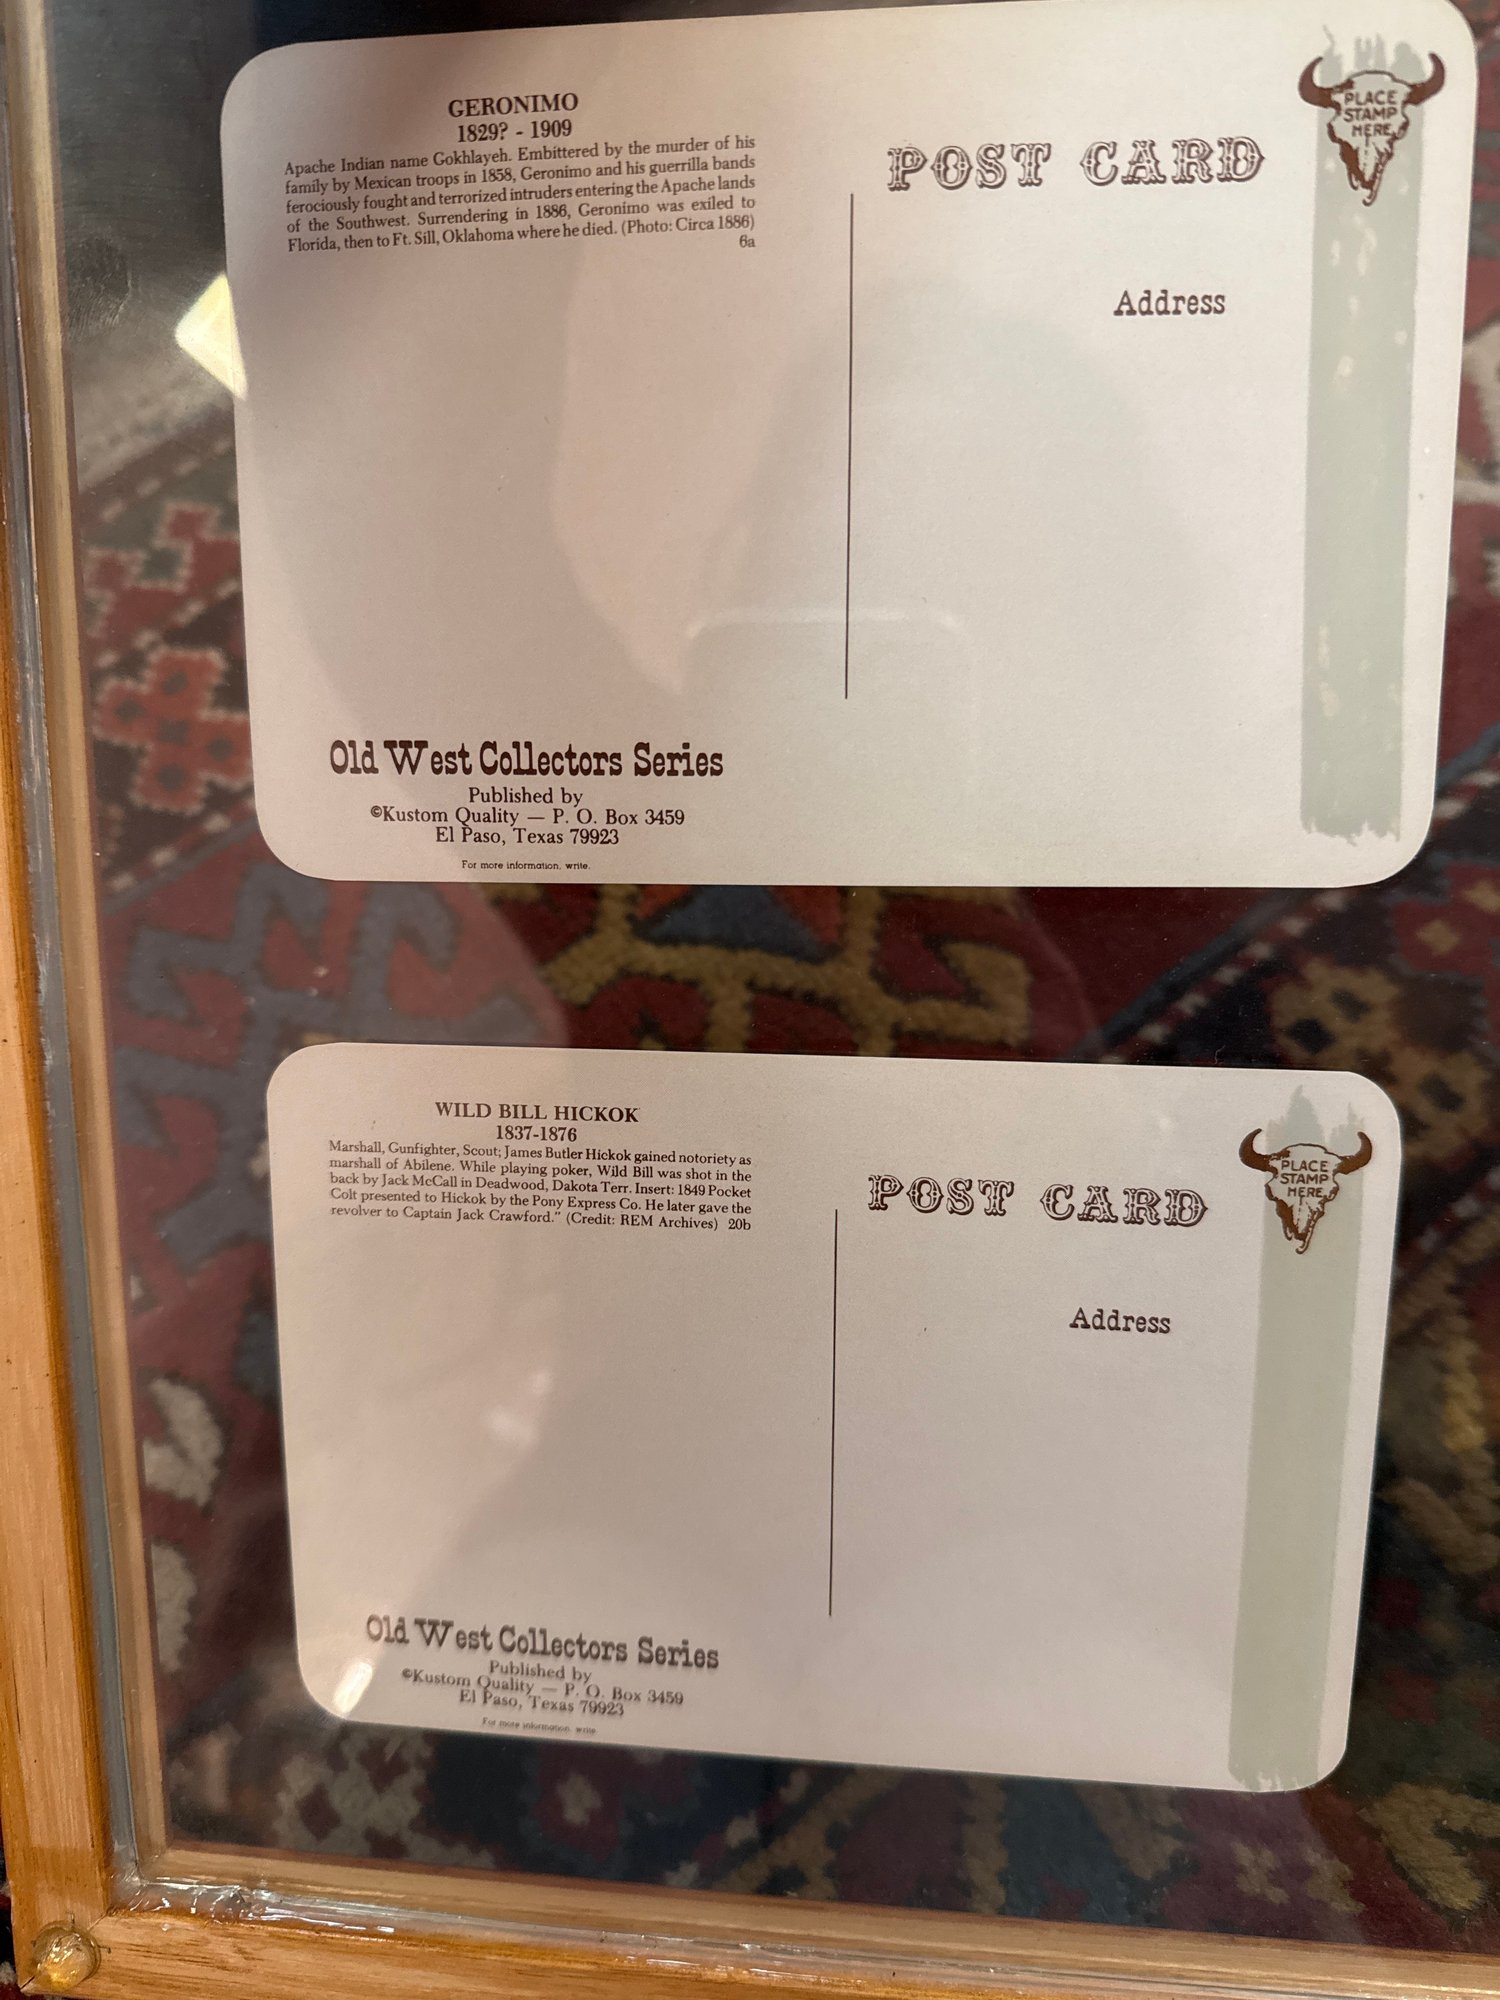 GERONIMO
1829? - 1909
Apache Indian name Gokhlayeh. Embittered by the murder of his
family by Mexican troops in 1858, Geronimo and his guerrilla bands
ferociously fought and terrorized intruders entering the Apache lands
of the Southwest. Surrendering in 1886, Geronimo was exiled to
Florida, then to Ft. Sill, Oklahoma where he died. (Photo: Circa 1886)
6a
POST CARD
PLACE
STAMP
HERE
Address
Old West Collectors Series
Published by
©Kustom Quality — P. O. Box 3459
El Paso, Texas 79923
For more information, write.
WILD BILL HICKOK
1837-1876
Marshall, Gunfighter, Scout; James Butler Hickok gained notoriety as
marshall of Abilene. While playing poker, Wild Bill was shot in the
back by Jack McCall in Deadwood, Dakota Terr. Insert: 1849 Pocket
Colt presented to Hickok by the Pony Express Co. He later gave the
revolver to Captain Jack Crawford." (Credit: REM Archives) 20b
POST CARD
PLACE
STAMP
HERE
Address
Old West Collectors Series
Published by
©Kustom Quality — P. O. Box 3459
El Paso, Texas 79923
For more information, write.